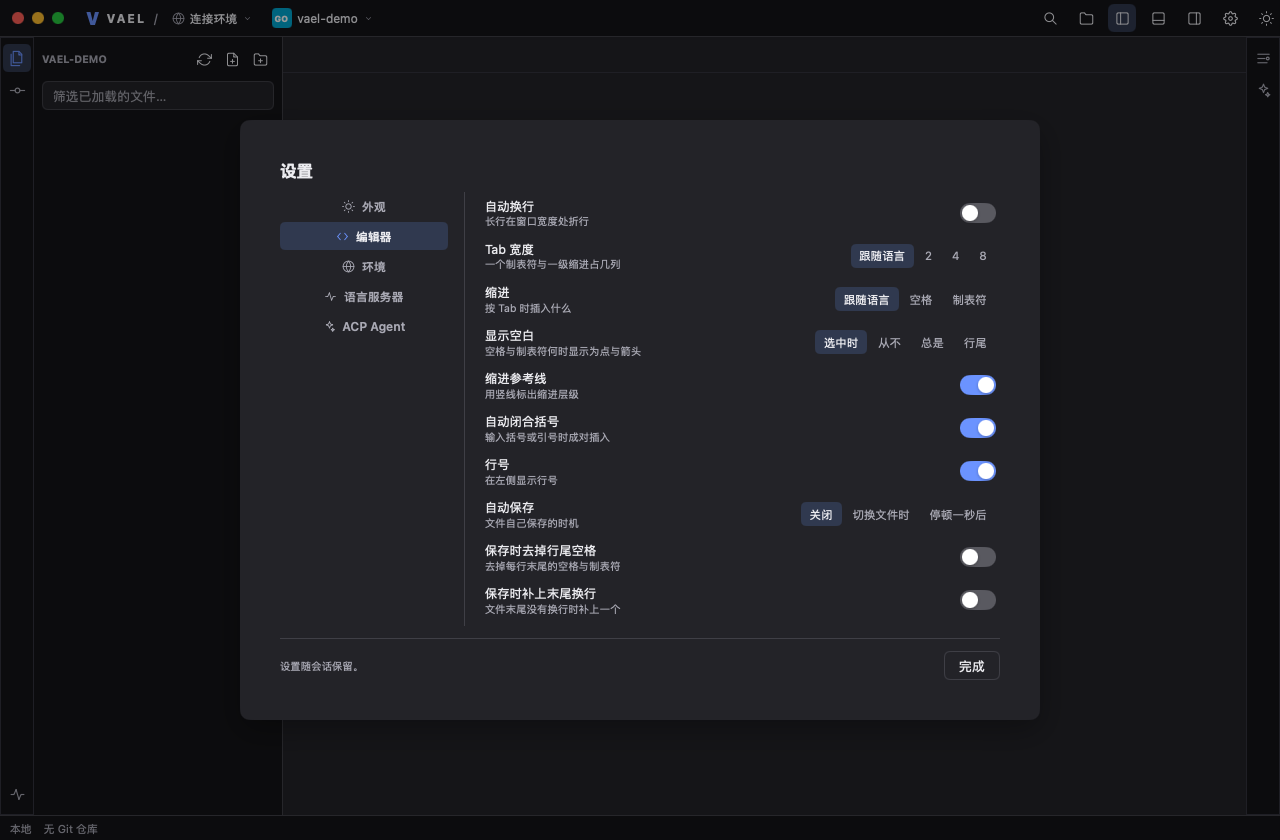 VAEL / 连接环境 GO vael-demo
VAEL-DEMO
筛选已加载的文件...
设置
外观
编辑器
环境
语言服务器
ACP Agent
自动换行
长行在窗口宽度处折行
Tab 宽度
一个制表符与一级缩进占几列
跟随语言 2 4 8
缩进
按 Tab 时插入什么
跟随语言 空格 制表符
显示空白
空格与制表符何时显示为点与箭头
选中时 从不 总是 行尾
缩进参考线
用竖线标出缩进层级
自动闭合括号
输入括号或引号时成对插入
行号
在左侧显示行号
自动保存
文件自己保存的时机
关闭 切换文件时 停顿一秒后
保存时去掉行尾空格
去掉每行末尾的空格与制表符
保存时补上末尾换行
文件末尾没有换行时补上一个
设置随会话保留。
完成
本地 无 Git 仓库